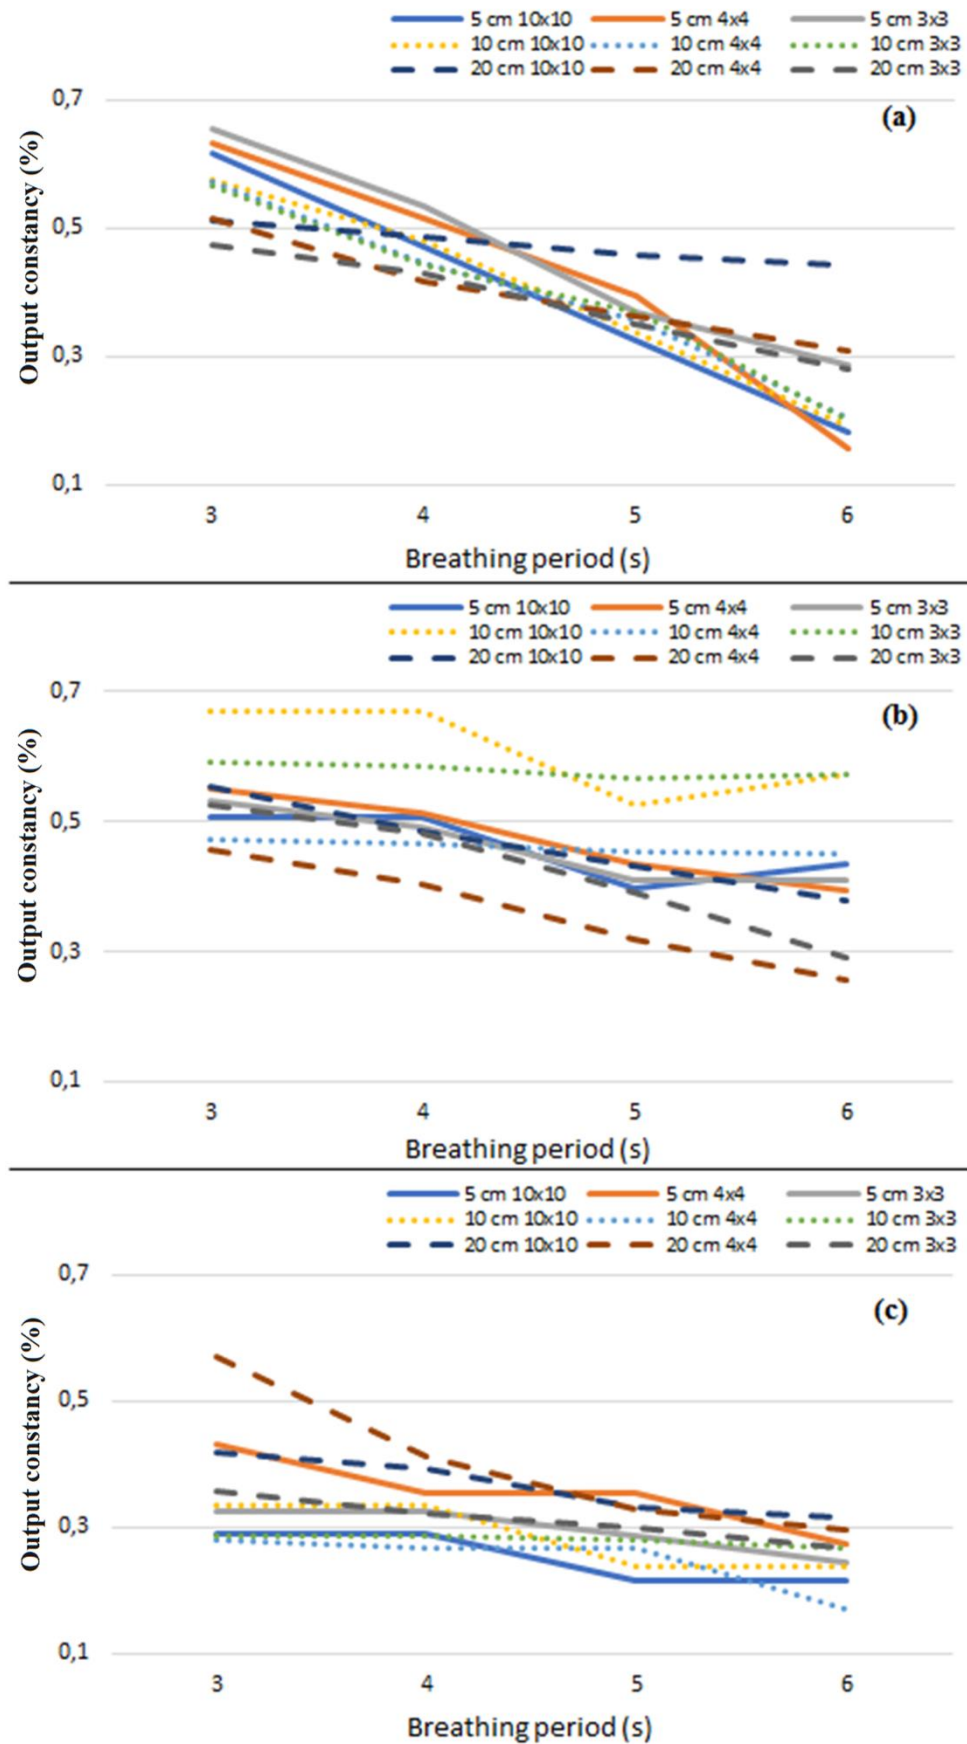 5 cm 10x10 5 cm 4x4 5 cm 3x3
10 cm 10x10 10 cm 4x4 10 cm 3x3
20 cm 10x10 20 cm 4x4 20 cm 3x3
(a)
Output constancy (%)
0,7
0,5
0,3
0,1
3 4 5 6
Breathing period (s)
5 cm 10x10 5 cm 4x4 5 cm 3x3
10 cm 10x10 10 cm 4x4 10 cm 3x3
20 cm 10x10 20 cm 4x4 20 cm 3x3
(b)
Output constancy (%)
0,7
0,5
0,3
0,1
3 4 5 6
Breathing period (s)
5 cm 10x10 5 cm 4x4 5 cm 3x3
10 cm 10x10 10 cm 4x4 10 cm 3x3
20 cm 10x10 20 cm 4x4 20 cm 3x3
(c)
Output constancy (%)
0,7
0,5
0,3
0,1
3 4 5 6
Breathing period (s)